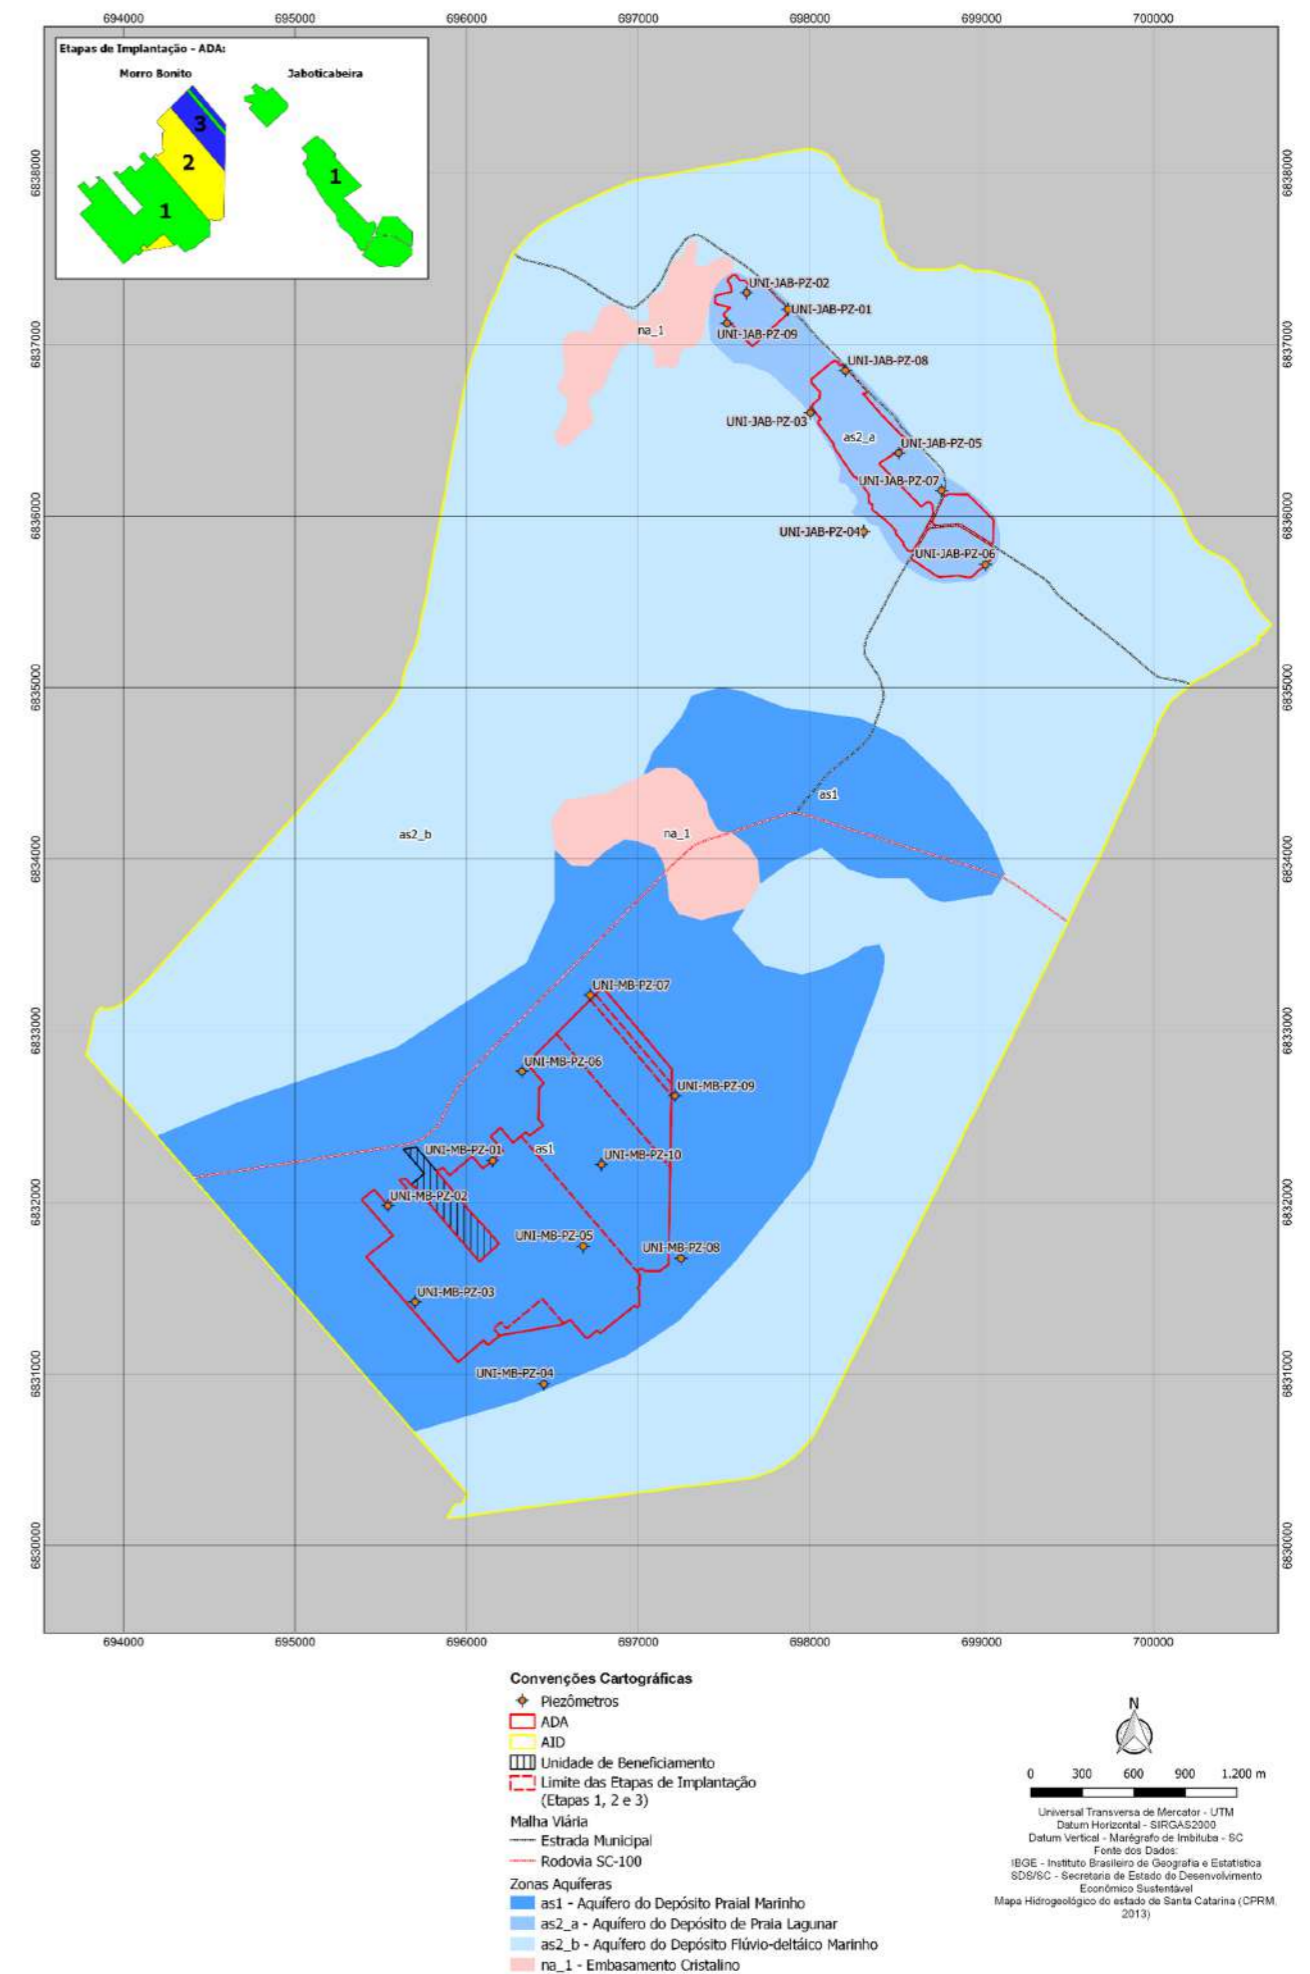 694000 695000 696000 697000 698000 699000 700000
Etapas de Implantação - ADA:
Morro Bonito
Jaboticabeira
3
2
1
1
6838000
6838000
UNI-JAB-PZ-02
UNI-JAB-PZ-01
na_1
UNI-JAB-PZ-09
6837000
6837000
UNI-JAB-PZ-08
UNI-JAB-PZ-03
as2_a
UNI-JAB-PZ-05
UNI-JAB-PZ-07
6836000
6836000
UNI-JAB-PZ-04
UNI-JAB-PZ-06
6835000
6835000
as1
as2_b
na_1
6834000
6834000
UNI-MB-PZ-07
6833000
6833000
UNI-MB-PZ-06
UNI-MB-PZ-09
UNI-MB-PZ-01
as1
UNI-MB-PZ-10
UNI-MB-PZ-02
6832000
6832000
UNI-MB-PZ-05
UNI-MB-PZ-08
UNI-MB-PZ-03
6831000
6831000
UNI-MB-PZ-04
6830000
6830000
694000 695000 696000 697000 698000 699000 700000
Convenções Cartográficas
Piezômetros
ADA
AID
Unidade de Beneficiamento
Limite das Etapas de Implantação
(Etapas 1, 2 e 3)
Malha Viária
Estrada Municipal
Rodovia SC-100
Zonas Aquíferas
as1 - Aquífero do Depósito Praial Marinho
as2_a - Aquífero do Depósito de Praia Lagunar
as2_b - Aquífero do Depósito Flúvio-deltáico Marinho
na_1 - Embasamento Cristalino
N
0 300 600 900 1.200 m
Universal Transversa de Mercator - UTM
Datum Horizontal - SIRGAS2000
Datum Vertical - Marégrafo de Imbituba - SC
Fonte dos Dados:
IBGE - Instituto Brasileiro de Geografia e Estatística
SDS/SC - Secretaria de Estado do Desenvolvimento
Econômico Sustentável
Mapa Hidrogeológico do estado de Santa Catarina (CPRM,
2013)